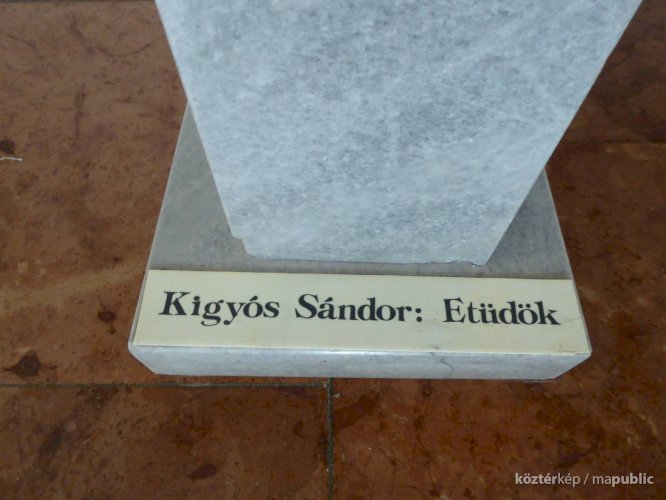 Kigyós Sándor: Etüdök
köztérkép / mapublic